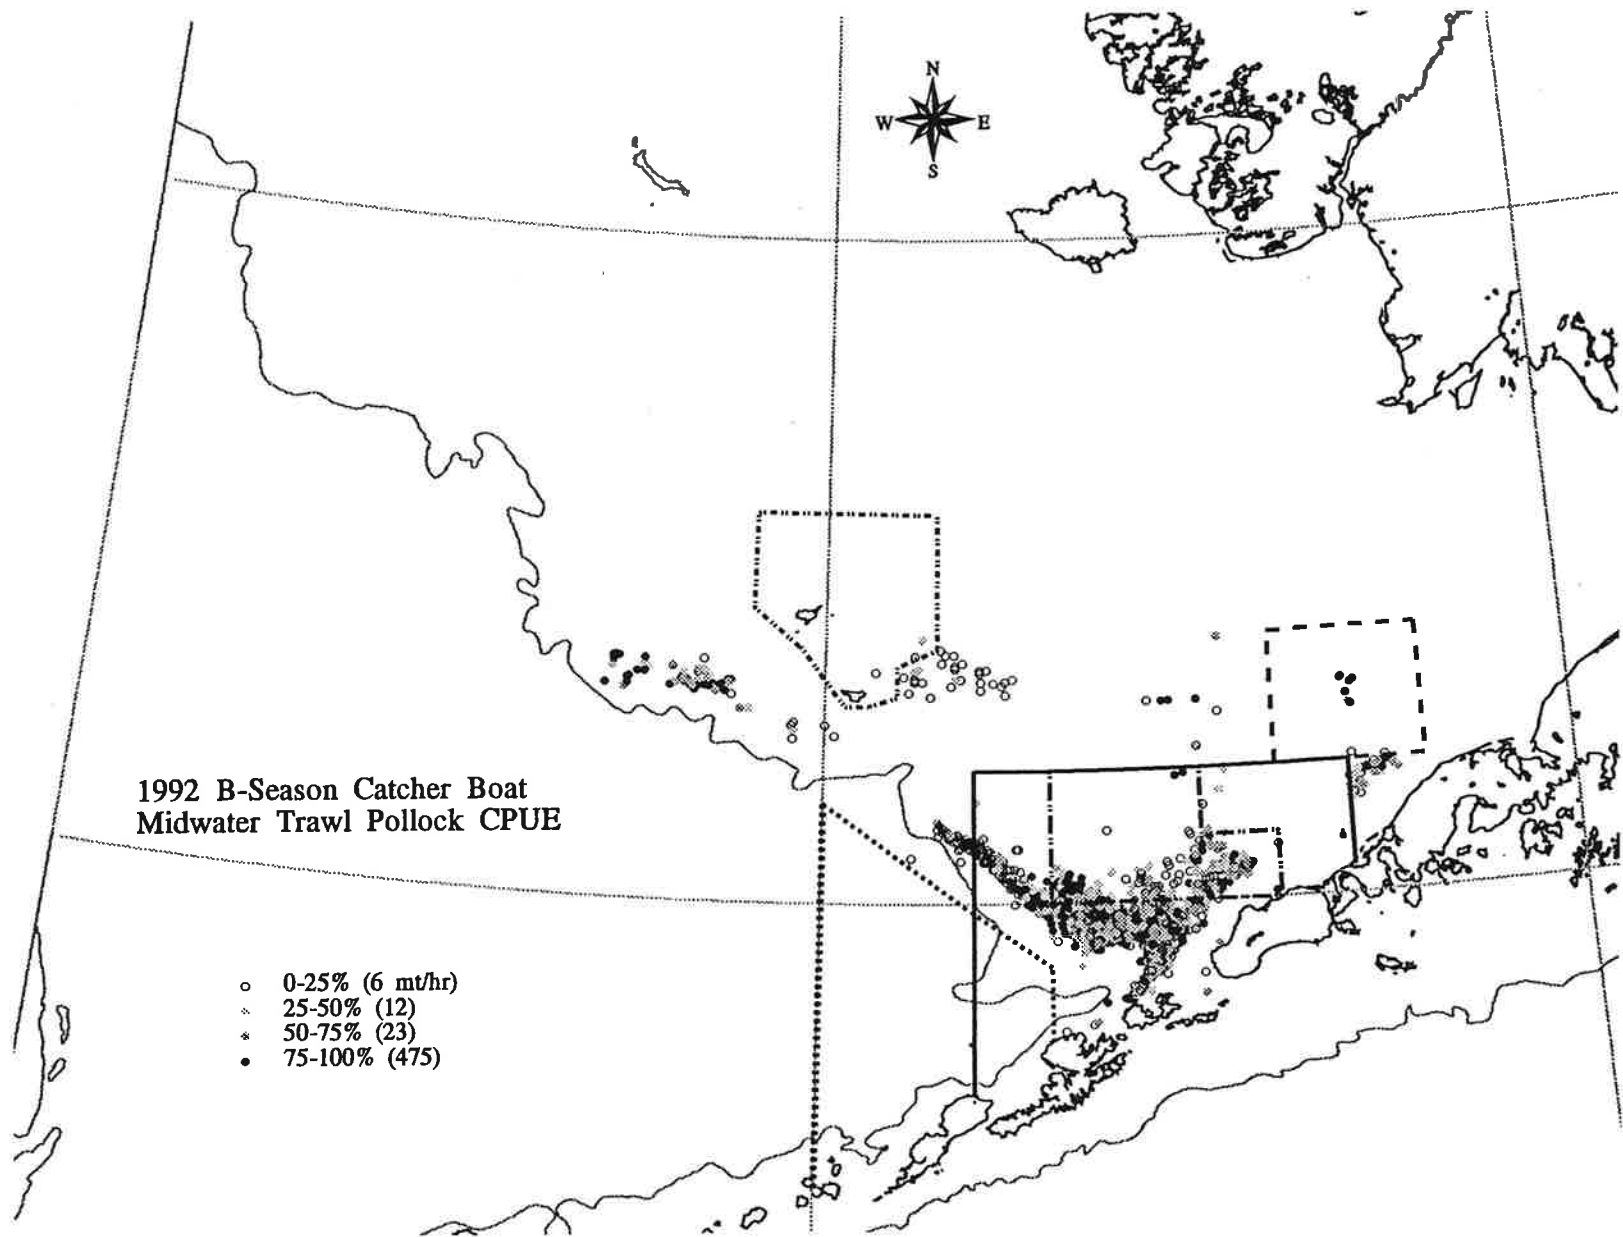 N
W E
S
1992 B-Season Catcher Boat
Midwater Trawl Pollock CPUE
0-25% (6 mt/hr)
25-50% (12)
50-75% (23)
75-100% (475)